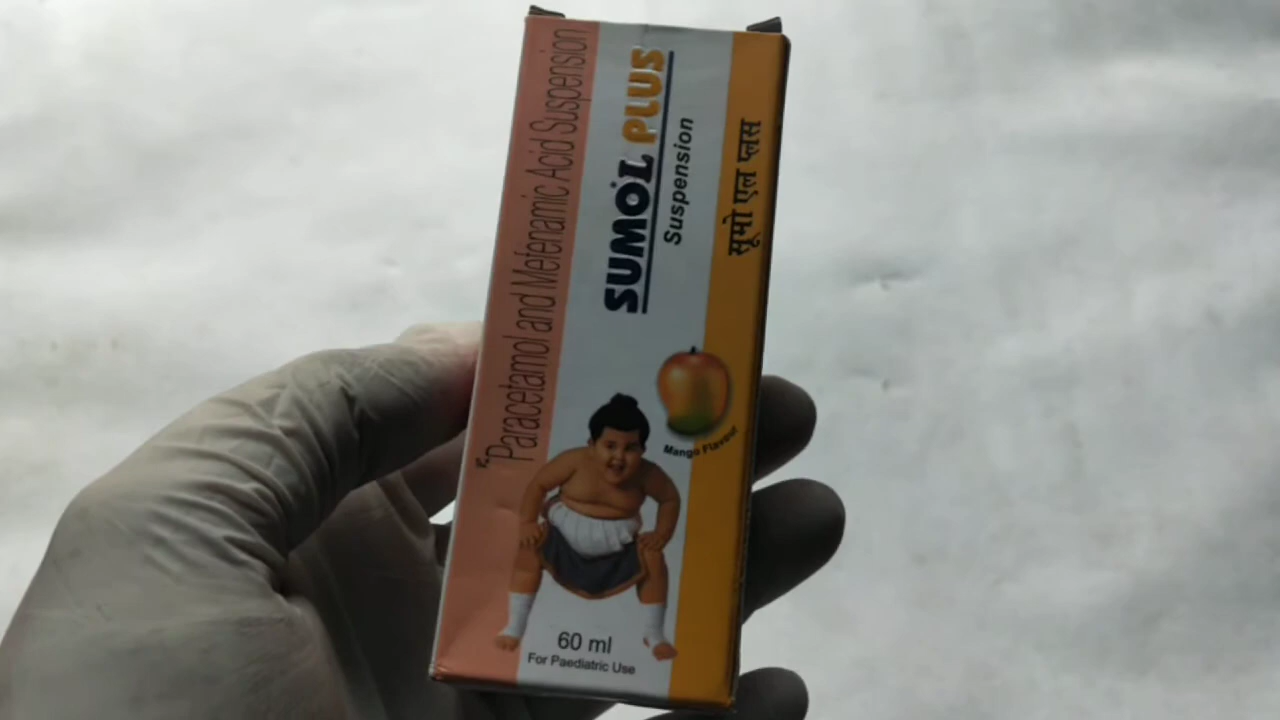 ℞ Paracetamol and Mefenamic Acid Suspension
SUMOL PLUS
Suspension
सूमो एल प्लस
Mango Flavour
60 ml
For Paediatric Use